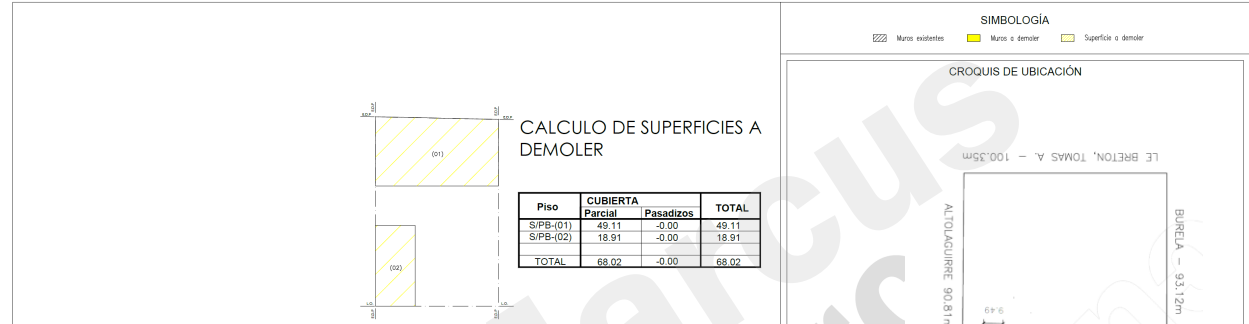 SIMBOLOGÍA
Muros existentes
Muros a demoler
Superficie a demoler
CROQUIS DE UBICACIÓN
E.D.P
E.D.P
E.D.P
E.D.P
(01)
CALCULO DE SUPERFICIES A
DEMOLER
Piso CUBIERTA TOTAL
Parcial Pasadizos
S/PB-(01) 49.11 -0.00 49.11
S/PB-(02) 18.91 -0.00 18.91
TOTAL 68.02 -0.00 68.02
(02)
L.O.
L.O.
E.D.P
E.D.P
LE BRETON, TOMAS A. - 100.35m
ALTOLAGUIRRE 90.81m
BURELA - 93.12m
9.49
Marcus